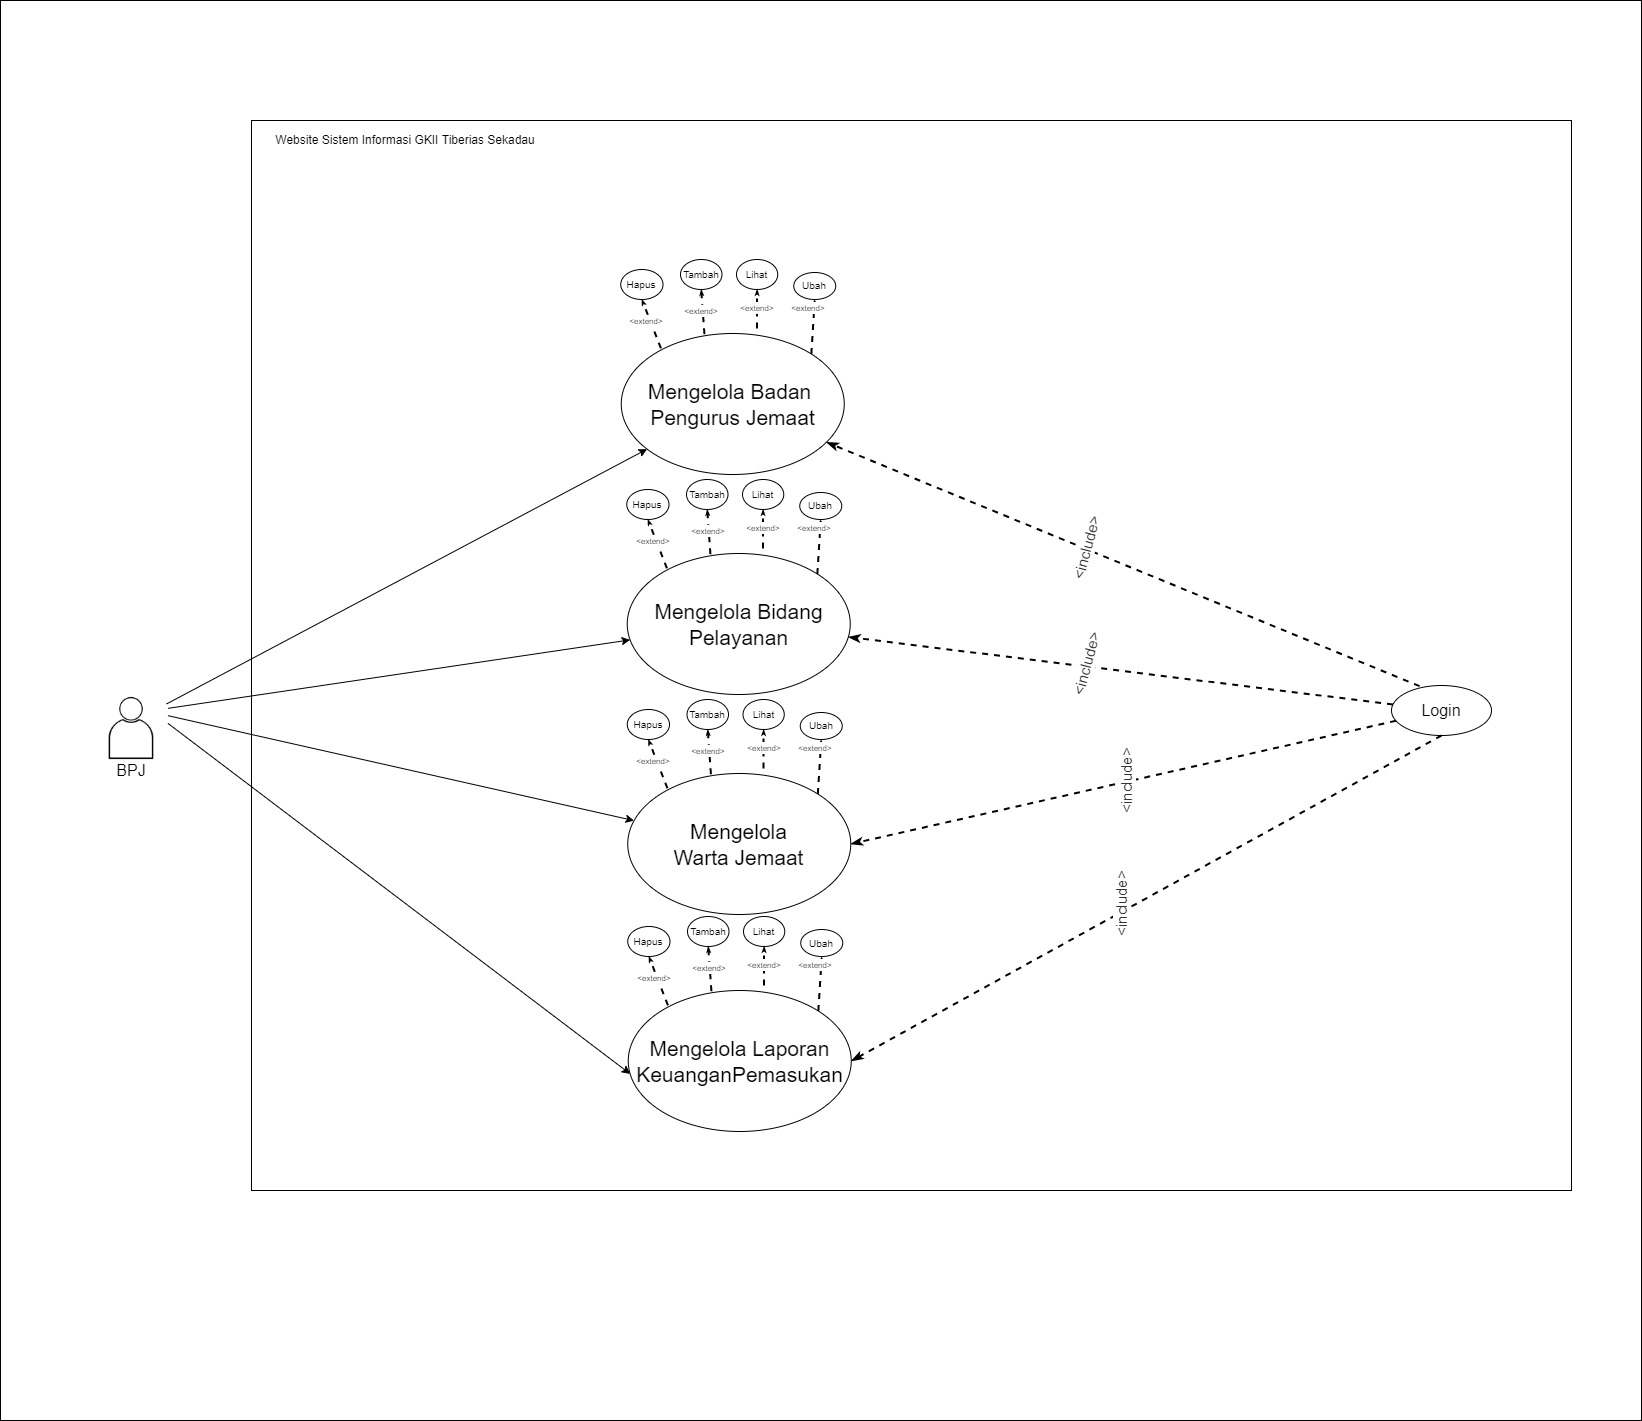 Website Sistem Informasi GKII Tiberias Sekadau
Hapus
Tambah
Lihat
Ubah
<extend>
<extend>
<extend>
<extend>
Mengelola Badan
Pengurus Jemaat
Hapus
Tambah
Lihat
Ubah
<extend>
<extend>
<extend>
<extend>
Mengelola Bidang
Pelayanan
Hapus
Tambah
Lihat
Ubah
<extend>
<extend>
<extend>
<extend>
Mengelola
Warta Jemaat
Hapus
Tambah
Lihat
Ubah
<extend>
<extend>
<extend>
<extend>
Mengelola Laporan
KeuanganPemasukan
BPJ
<include>
<include>
<include>
<include>
Login